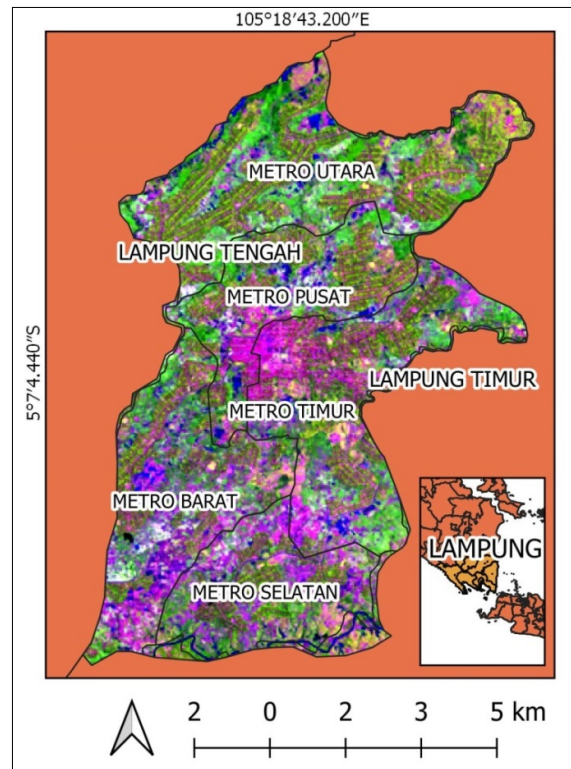 105°18′43.200″E
METRO UTARA
LAMPUNG TENGAH
METRO PUSAT
5°7′4.440″S
LAMPUNG TIMUR
METRO TIMUR
METRO BARAT
LAMPUNG
METRO SELATAN
2 0 2 3 5 km